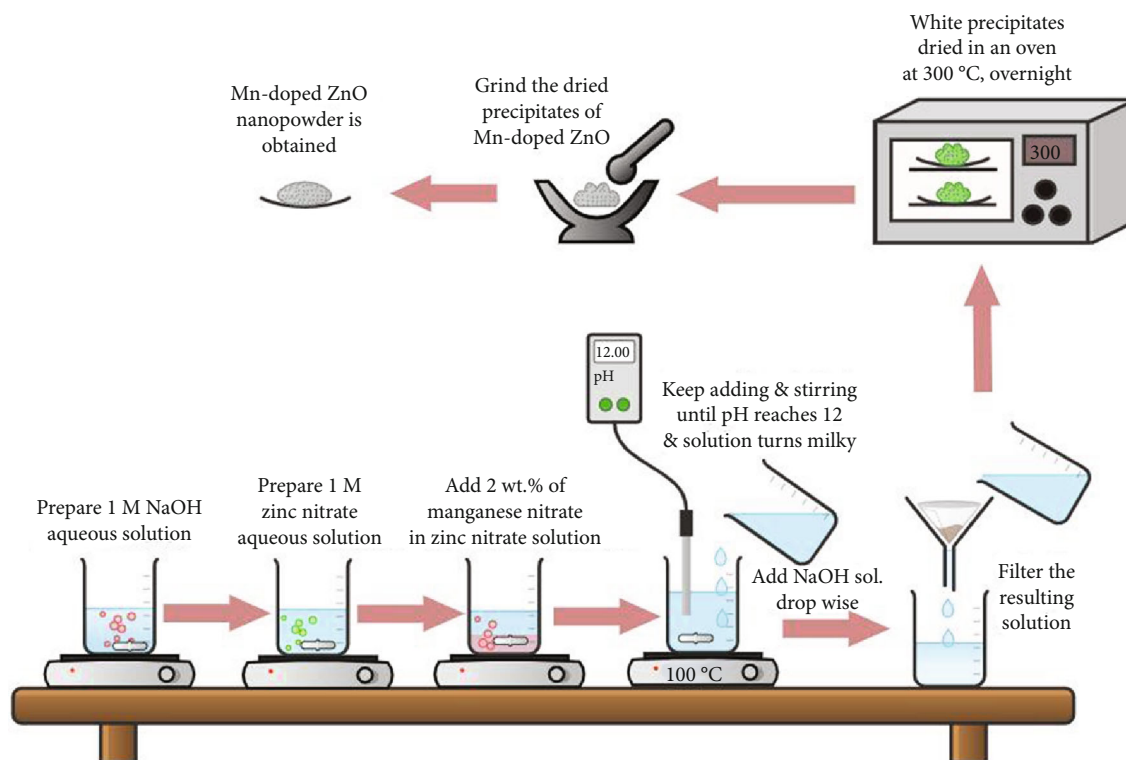 Prepare 1 M NaOH
aqueous solution
Prepare 1 M
zinc nitrate
aqueous solution
Add 2 wt.% of
manganese nitrate
in zinc nitrate solution
12.00
pH
Keep adding & stirring
until pH reaches 12
& solution turns milky
Add NaOH sol.
drop wise
100 °C
Filter the
resulting
solution
White precipitates
dried in an oven
at 300 °C, overnight
300
Grind the dried
precipitates of
Mn-doped ZnO
Mn-doped ZnO
nanopowder is
obtained